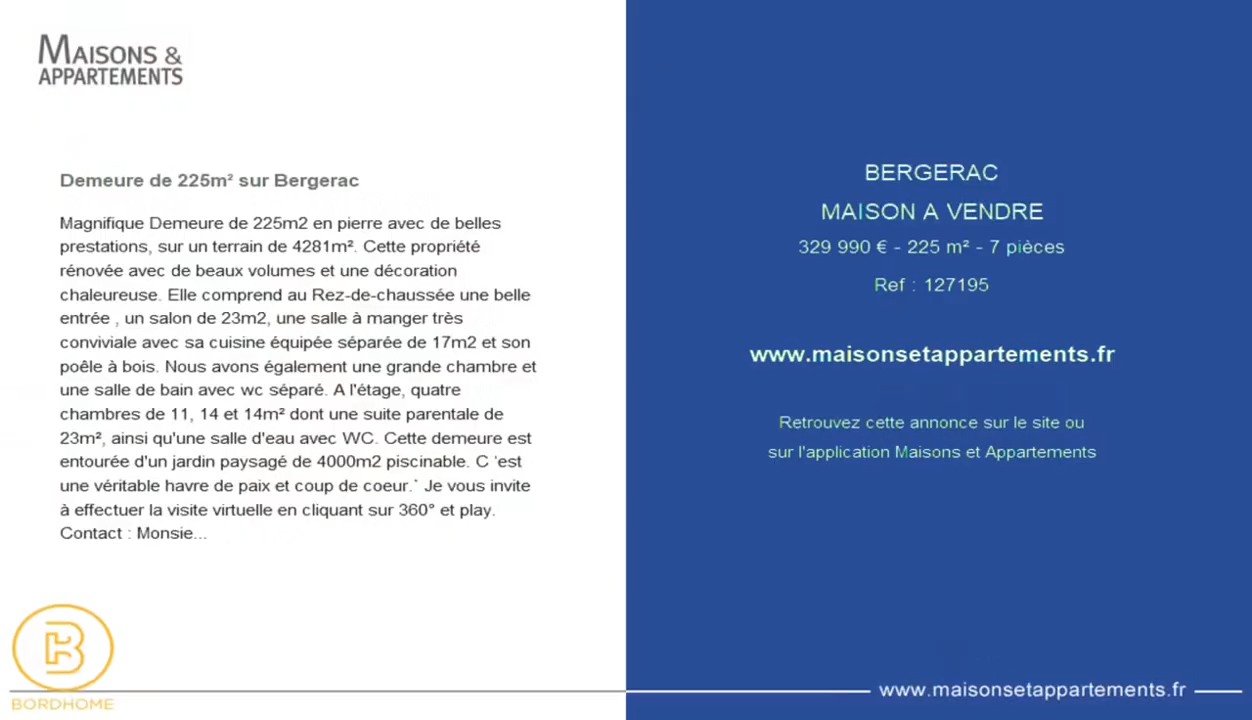 MAISONS &
APPARTEMENTS
Demeure de 225m² sur Bergerac
Magnifique Demeure de 225m2 en pierre avec de belles
prestations, sur un terrain de 4281m². Cette propriété
rénovée avec de beaux volumes et une décoration
chaleureuse. Elle comprend au Rez-de-chaussée une belle
entrée , un salon de 23m2, une salle à manger très
conviviale avec sa cuisine équipée séparée de 17m2 et son
poêle à bois. Nous avons également une grande chambre et
une salle de bain avec wc séparé. A l'étage, quatre
chambres de 11, 14 et 14m² dont une suite parentale de
23m², ainsi qu'une salle d'eau avec WC. Cette demeure est
entourée d'un jardin paysagé de 4000m2 piscinable. C 'est
une véritable havre de paix et coup de coeur.` Je vous invite
à effectuer la visite virtuelle en cliquant sur 360° et play.
Contact : Monsie...
BORDHOME
BERGERAC
MAISON A VENDRE
329 990 € - 225 m² - 7 pièces
Ref : 127195
www.maisonsetappartements.fr
Retrouvez cette annonce sur le site ou
sur l'application Maisons et Appartements
www.maisonsetappartements.fr